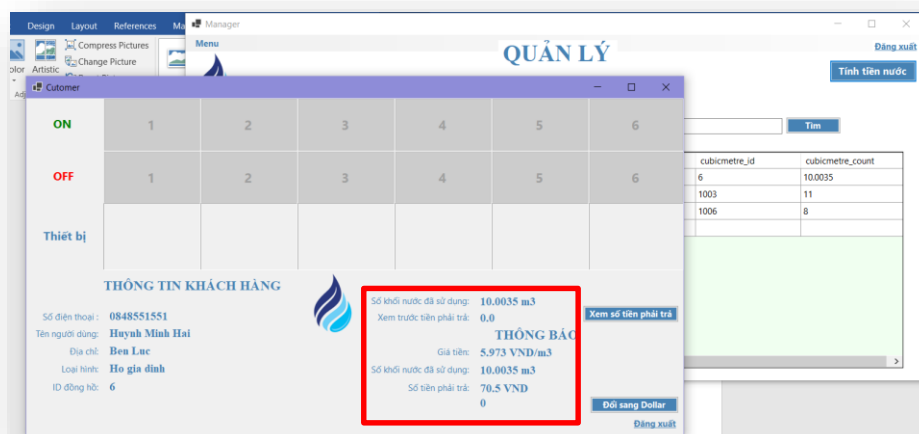 Design Layout References Ma
Manager
Compress Pictures
Change Picture
olor Artistic
Menu
QUẢN LÝ
Đăng xuất
Tính tiền nước
Cutomer
ON 1 2 3 4 5 6
OFF 1 2 3 4 5 6
Thiết bị
Tìm
cubicmetre_id cubicmetre_count
6 10.0035
1003 11
1006 8
THÔNG TIN KHÁCH HÀNG
Số điện thoại : 0848551551
Tên người dùng: Huynh Minh Hai
Địa chỉ: Ben Luc
Loại hình: Ho gia dinh
ID đồng hồ: 6
Số khối nước đã sử dụng: 10.0035 m3
Xem trước tiền phải trả: 0.0
Xem số tiền phải trả
THÔNG BÁO
Giá tiền: 5.973 VND/m3
Số khối nước đã sử dụng: 10.0035 m3
Số tiền phải trả: 70.5 VND
0
Đổi sang Dollar
Đăng xuất